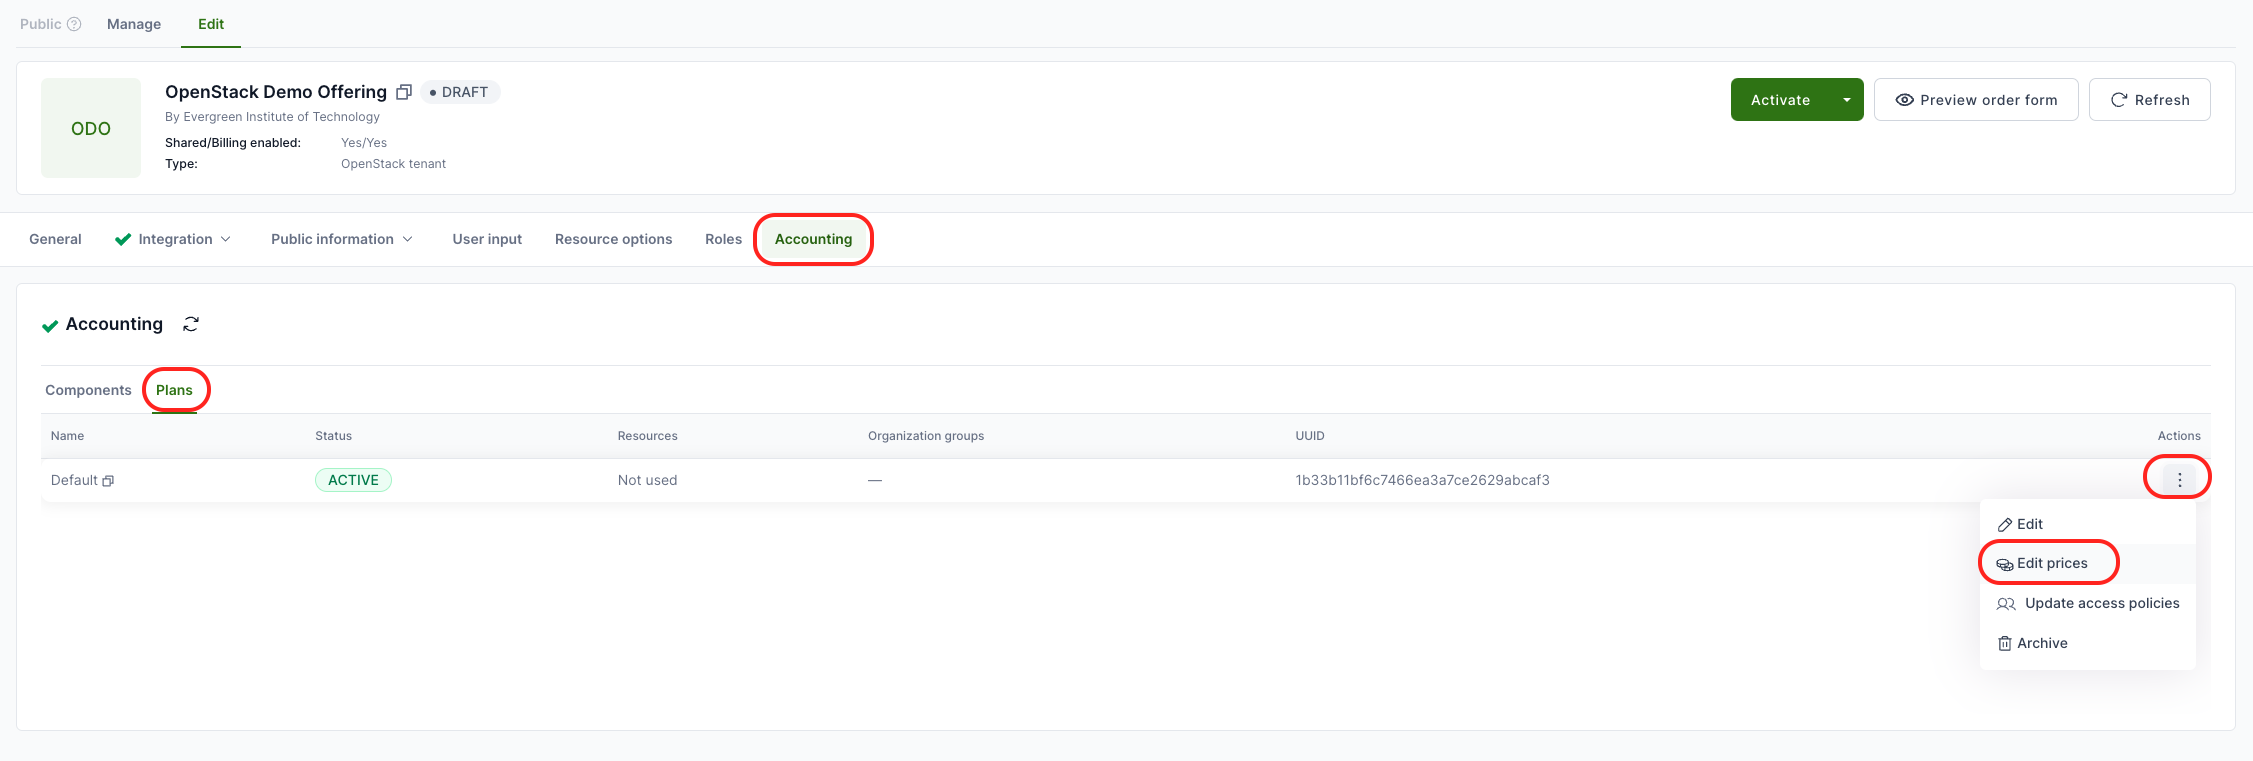 Public Manage Edit
ODO
OpenStack Demo Offering DRAFT
By Evergreen Institute of Technology
Shared/Billing enabled: Yes/Yes
Type: OpenStack tenant
Activate Preview order form Refresh
General Integration Public information User input Resource options Roles Accounting
Accounting
Components Plans
Name Status Resources Organization groups UUID Actions
Default ACTIVE Not used — 1b33b11bf6c7466ea3a7ce2629abcaf3
Edit
Edit prices
Update access policies
Archive